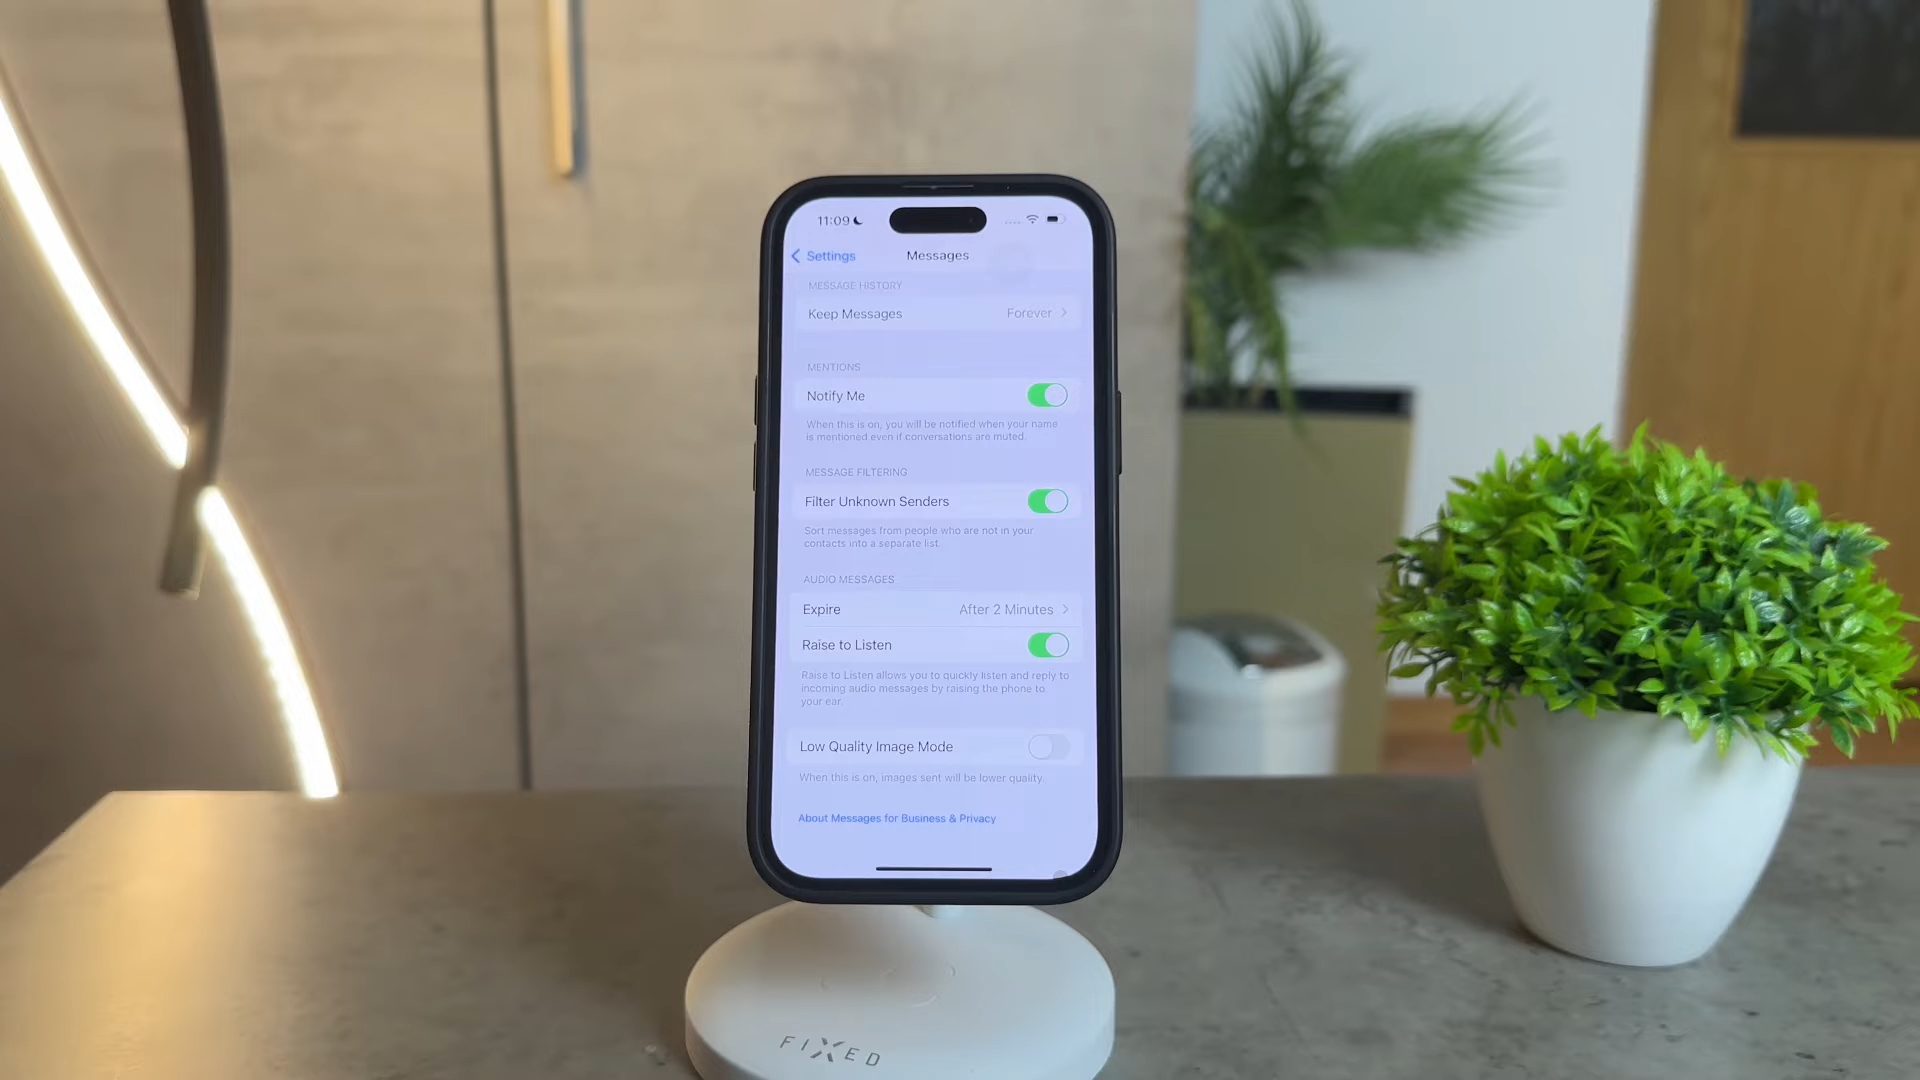 11:09
Settings
Messages
MESSAGE HISTORY
Keep Messages
Forever
MENTIONS
Notify Me
When this is on, you will be notified when your name
is mentioned even if conversations are muted.
MESSAGE FILTERING
Filter Unknown Senders
Sort messages from people who are not in your
contacts into a separate list.
AUDIO MESSAGES
Expire
After 2 Minutes
Raise to Listen
Raise to Listen allows you to quickly listen and reply to
incoming audio messages by raising the phone to
your ear.
Low Quality Image Mode
When this is on, images sent will be lower quality.
About Messages for Business & Privacy
FIXED